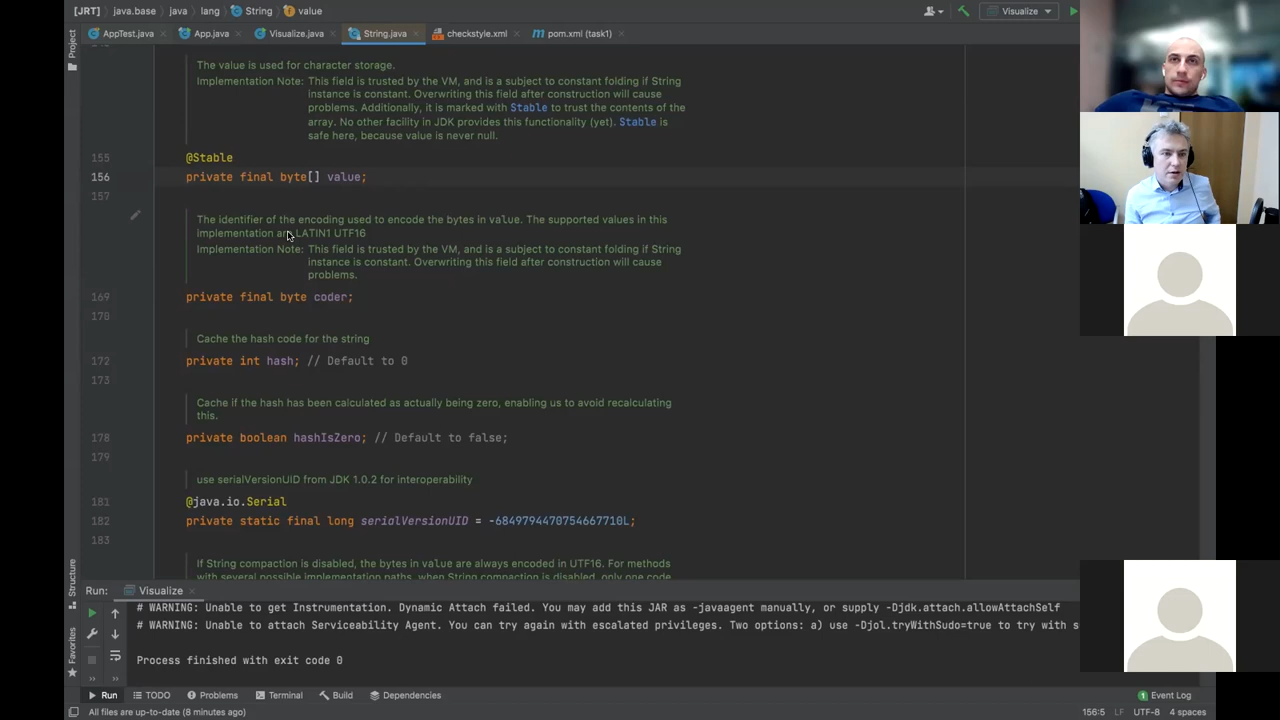 [JRT] java.base java lang String value
Visualize
AppTest.java App.java Visualize.java String.java checkstyle.xml pom.xml (task1)
Project
The value is used for character storage.
Implementation Note: This field is trusted by the VM, and is a subject to constant folding if String
instance is constant. Overwriting this field after construction will cause
problems. Additionally, it is marked with Stable to trust the contents of the
array. No other facility in JDK provides this functionality (yet). Stable is
safe here, because value is never null.
155 @Stable
156 private final byte[] value;
157
The identifier of the encoding used to encode the bytes in value. The supported values in this
implementation are LATIN1 UTF16
Implementation Note: This field is trusted by the VM, and is a subject to constant folding if String
instance is constant. Overwriting this field after construction will cause
problems.
169 private final byte coder;
170
Cache the hash code for the string
172 private int hash; // Default to 0
173
Cache if the hash has been calculated as actually being zero, enabling us to avoid recalculating
this.
178 private boolean hashIsZero; // Default to false;
179
use serialVersionUID from JDK 1.0.2 for interoperability
181 @java.io.Serial
182 private static final long serialVersionUID = -6849794470754667710L;
183
If String compaction is disabled, the bytes in value are always encoded in UTF16. For methods
with several possible implementation paths, when String compaction is disabled, only one code
Structure
Favorites
Run: Visualize
# WARNING: Unable to get Instrumentation. Dynamic Attach failed. You may add this JAR as -javaagent manually, or supply -Djdk.attach.allowAttachSelf
# WARNING: Unable to attach Serviceability Agent. You can try again with escalated privileges. Two options: a) use -Djol.tryWithSudo=true to try with s
Process finished with exit code 0
Run TODO Problems Terminal Build Dependencies 1 Event Log
All files are up-to-date (8 minutes ago) 156:5 LF UTF-8 4 spaces